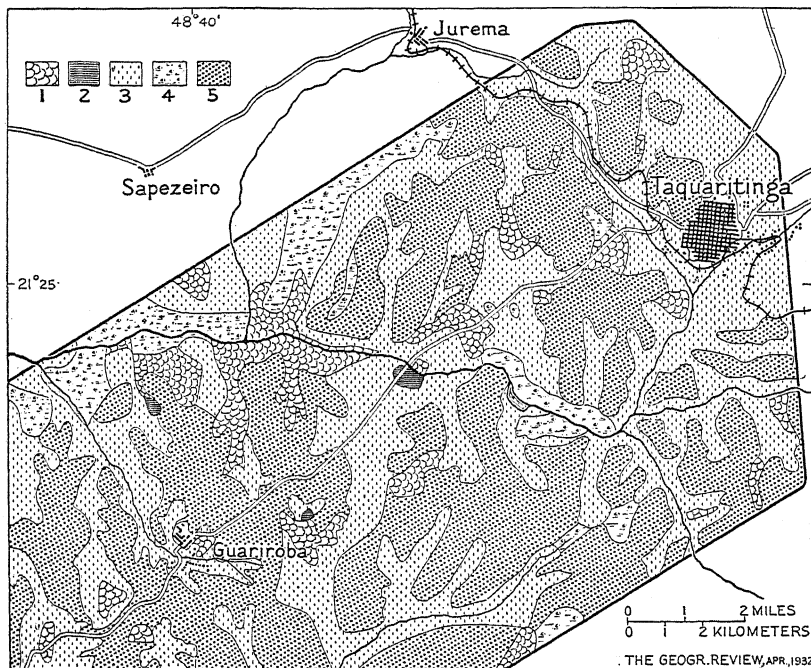 48°40'
Jurema
1 2 3 4 5
Sapezeiro
Taquaritinga
21°25'
Guariroba
0 1 2 MILES
0 1 2 KILOMETERS
THE GEOGR. REVIEW, APR. 193